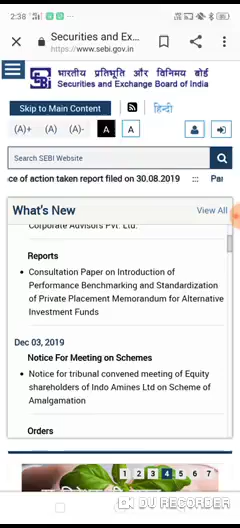 2:38
Securities and Ex...
https://www.sebi.gov.in
भारतीय प्रतिभूति और विनिमय बोर्ड
Securities and Exchange Board of India
SEBI
Skip to Main Content
हिन्दी
(A)+ (A) (A)- A A
Search SEBI Website
ce of action taken report filed on 30.08.2019 ::: Par
What's New
View All
Corporate Advisors Pvt. Ltd.
Reports
• Consultation Paper on Introduction of
Performance Benchmarking and Standardization
of Private Placement Memorandum for Alternative
Investment Funds
Dec 03, 2019
Notice For Meeting on Schemes
• Notice for tribunal convened meeting of Equity
shareholders of Indo Amines Ltd on Scheme of
Amalgamation
Orders
1 2 3 4 5 6 7
DU RECORDER